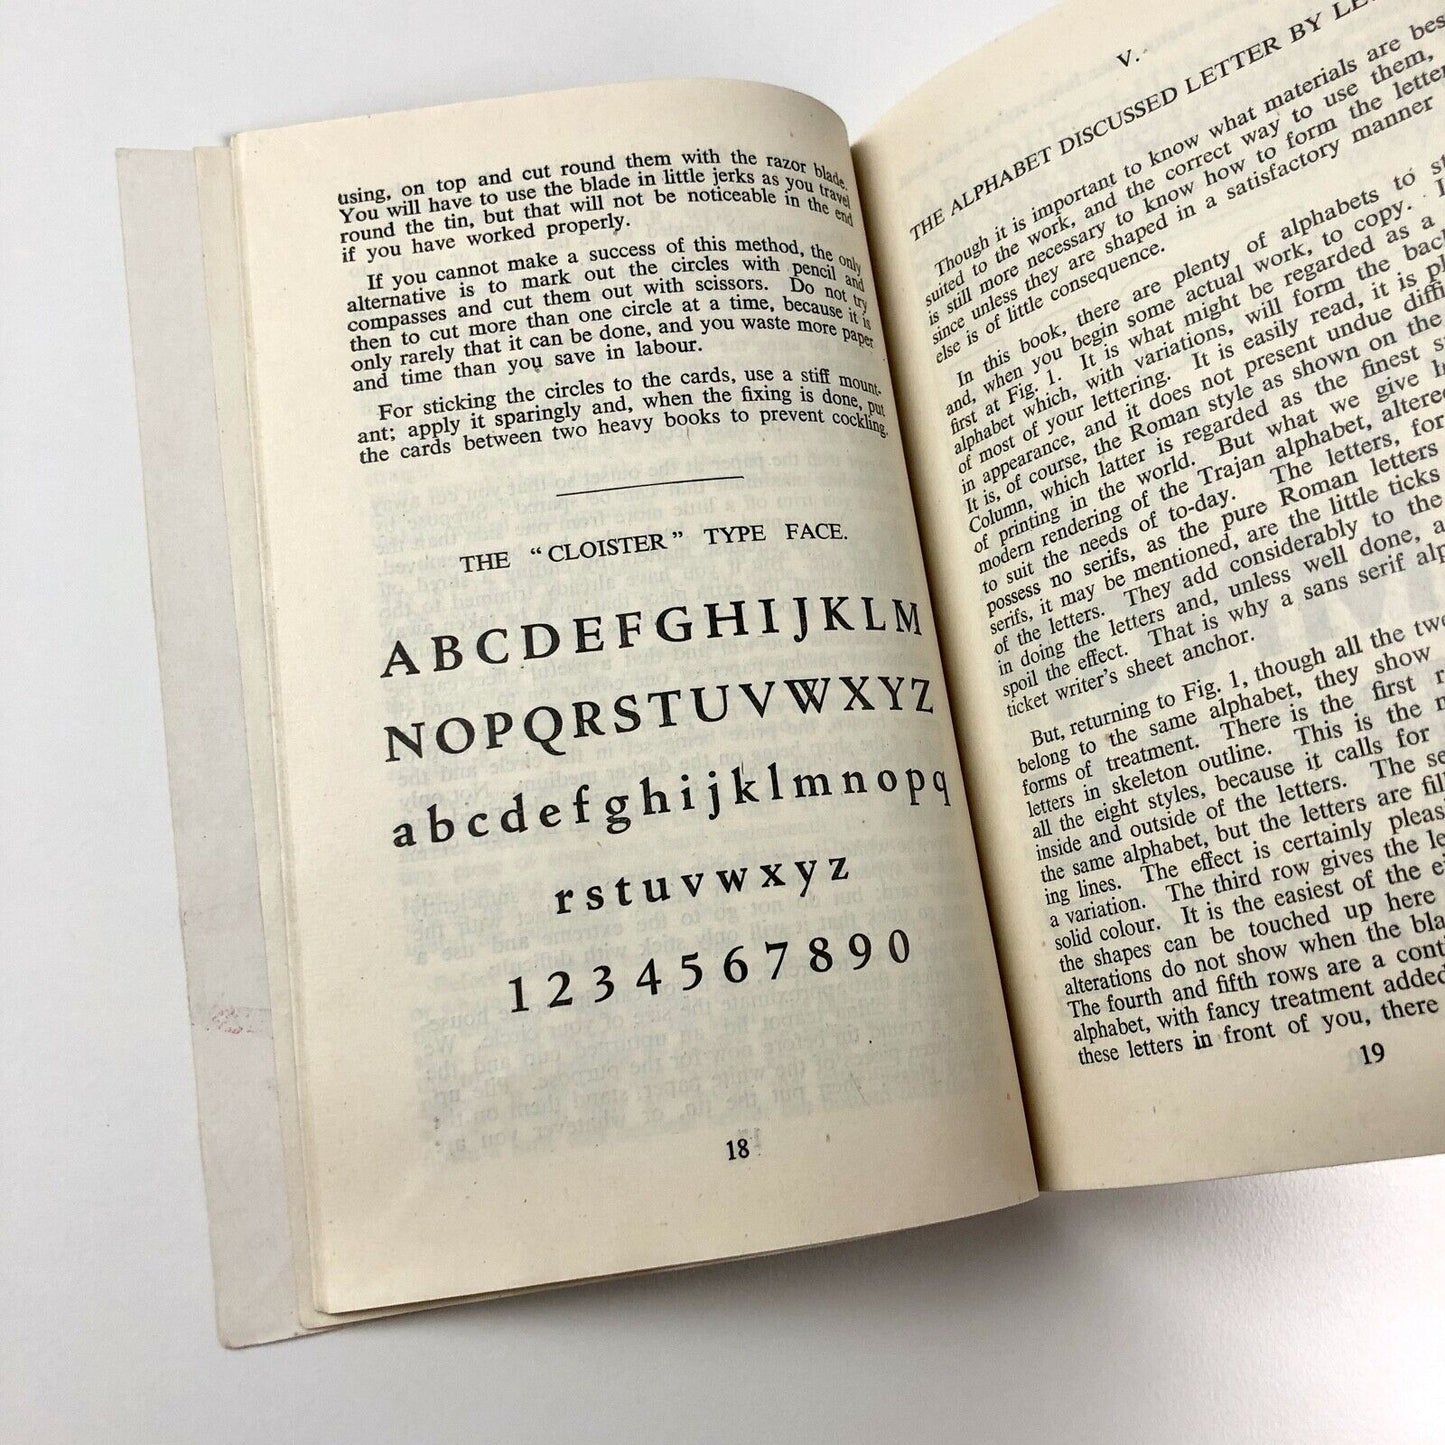 using, on top and cut round them with the razor blade.
You will have to use the blade in little jerks as you travel
round the tin, but that will not be noticeable in the end
if you have worked properly.
If you cannot make a success of this method, the only
alternative is to mark out the circles with pencil and
compasses and cut them out with scissors. Do not try
then to cut more than one circle at a time, because it is
only rarely that it can be done, and you waste more paper
and time than you save in labour.
For sticking the circles to the cards, use a stiff mount-
ant; apply it sparingly and, when the fixing is done, put
the cards between two heavy books to prevent cockling.
THE "CLOISTER" TYPE FACE.
ABCDEFGHIJKLM
NOPQRSTUVWXYZ
abcdefghijklmnopq
rstuvwxyz
1234567890
18
V.
THE ALPHABET DISCUSSED LETTER BY
Though it is important to know what materials are
suited to the work, and the correct way to use them,
is still more necessary to know how to form the
since unless they are shaped in a satisfactory manner
else is of little consequence.
In this book, there are plenty of alphabets to
and, when you begin some actual work, to copy.
first at Fig. 1. It is what might be regarded as a
alphabet which, with variations, will form the
of most of your lettering. It is easily read, it is
in appearance, and it does not present undue
It is, of course, the Roman style as shown on the
Column, which latter is regarded as the finest
of printing in the world. But what we give
modern rendering of the Trajan alphabet, altered
to suit the needs of to-day. The letters, for
possess no serifs, as the pure Roman letters
serifs, it may be mentioned, are the little ticks
of the letters. They add considerably to the
in doing the letters and, unless well done,
spoil the effect. That is why a sans serif
ticket writer's sheet anchor.
But, returning to Fig. 1, though all the
belong to the same alphabet, they show
forms of treatment. There is the first
letters in skeleton outline. This is the
all the eight styles, because it calls for
inside and outside of the letters. The
the same alphabet, but the letters are
ing lines. The effect is certainly
a variation. The third row gives the
solid colour. It is the easiest of the
the shapes can be touched up here
alterations do not show when the
The fourth and fifth rows are a
alphabet, with fancy treatment added
these letters in front of you, there
19